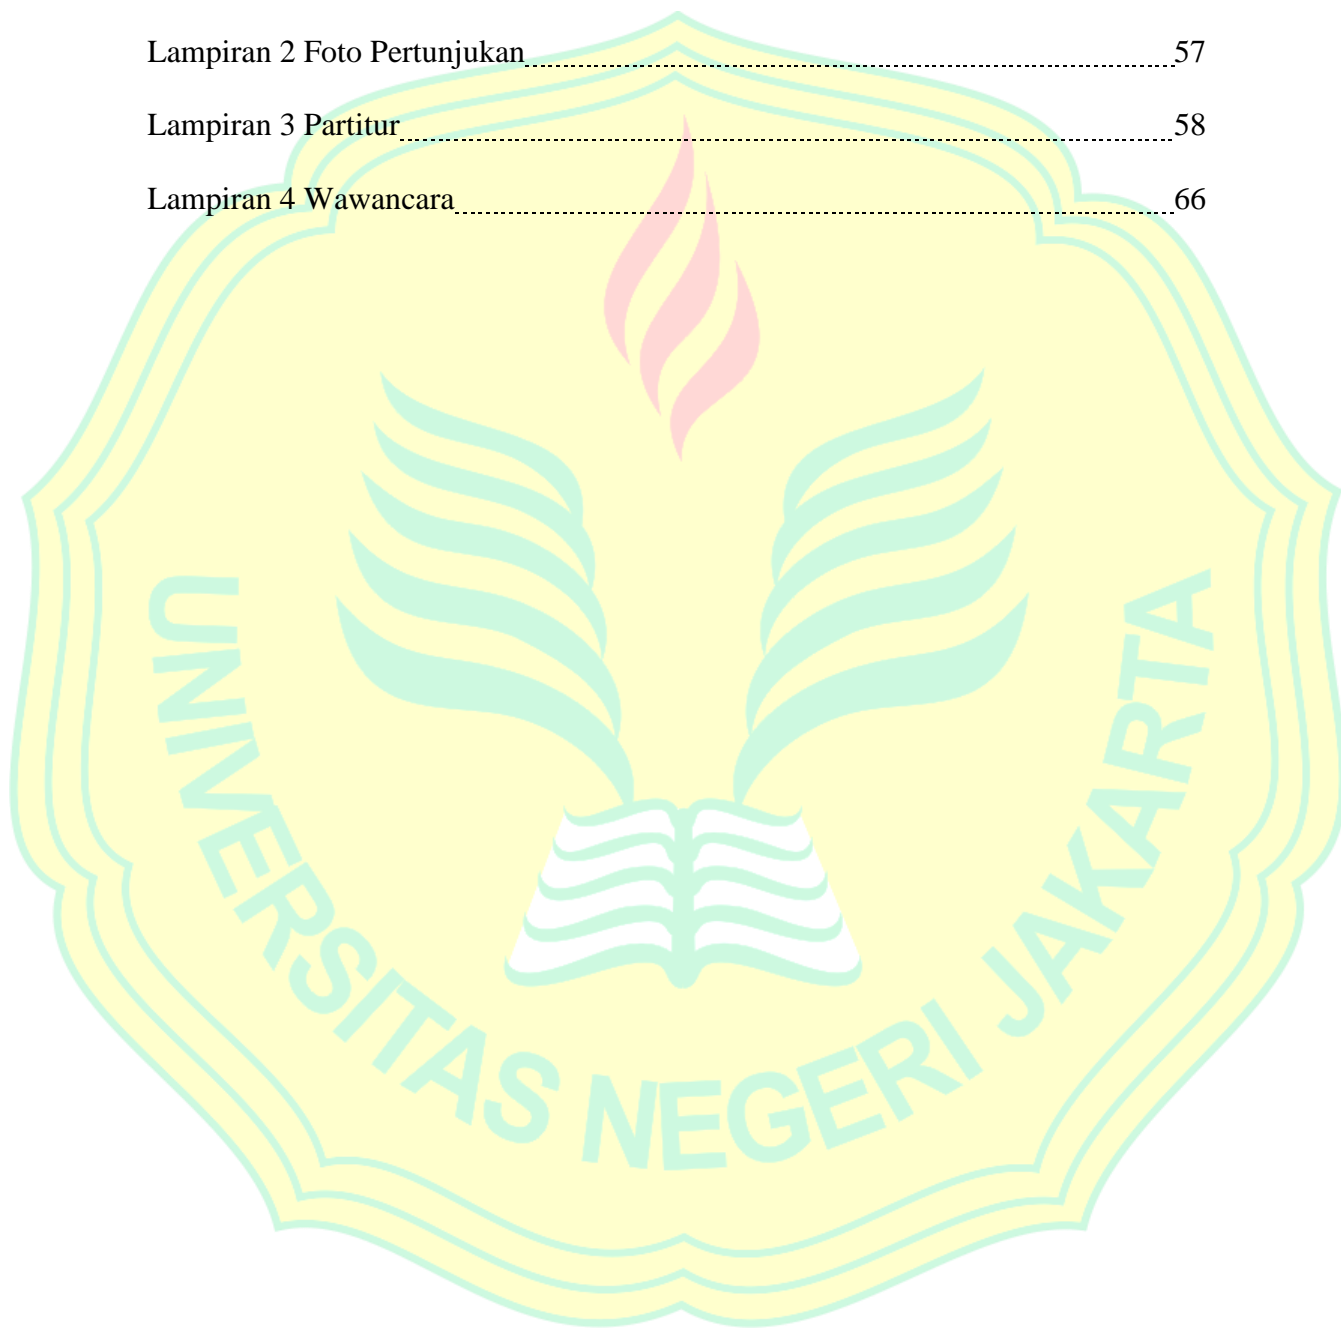 Lampiran 2 Foto Pertunjukan 57
Lampiran 3 Partitur 58
Lampiran 4 Wawancara 66
UNIVERSITAS NEGERI JAKARTA